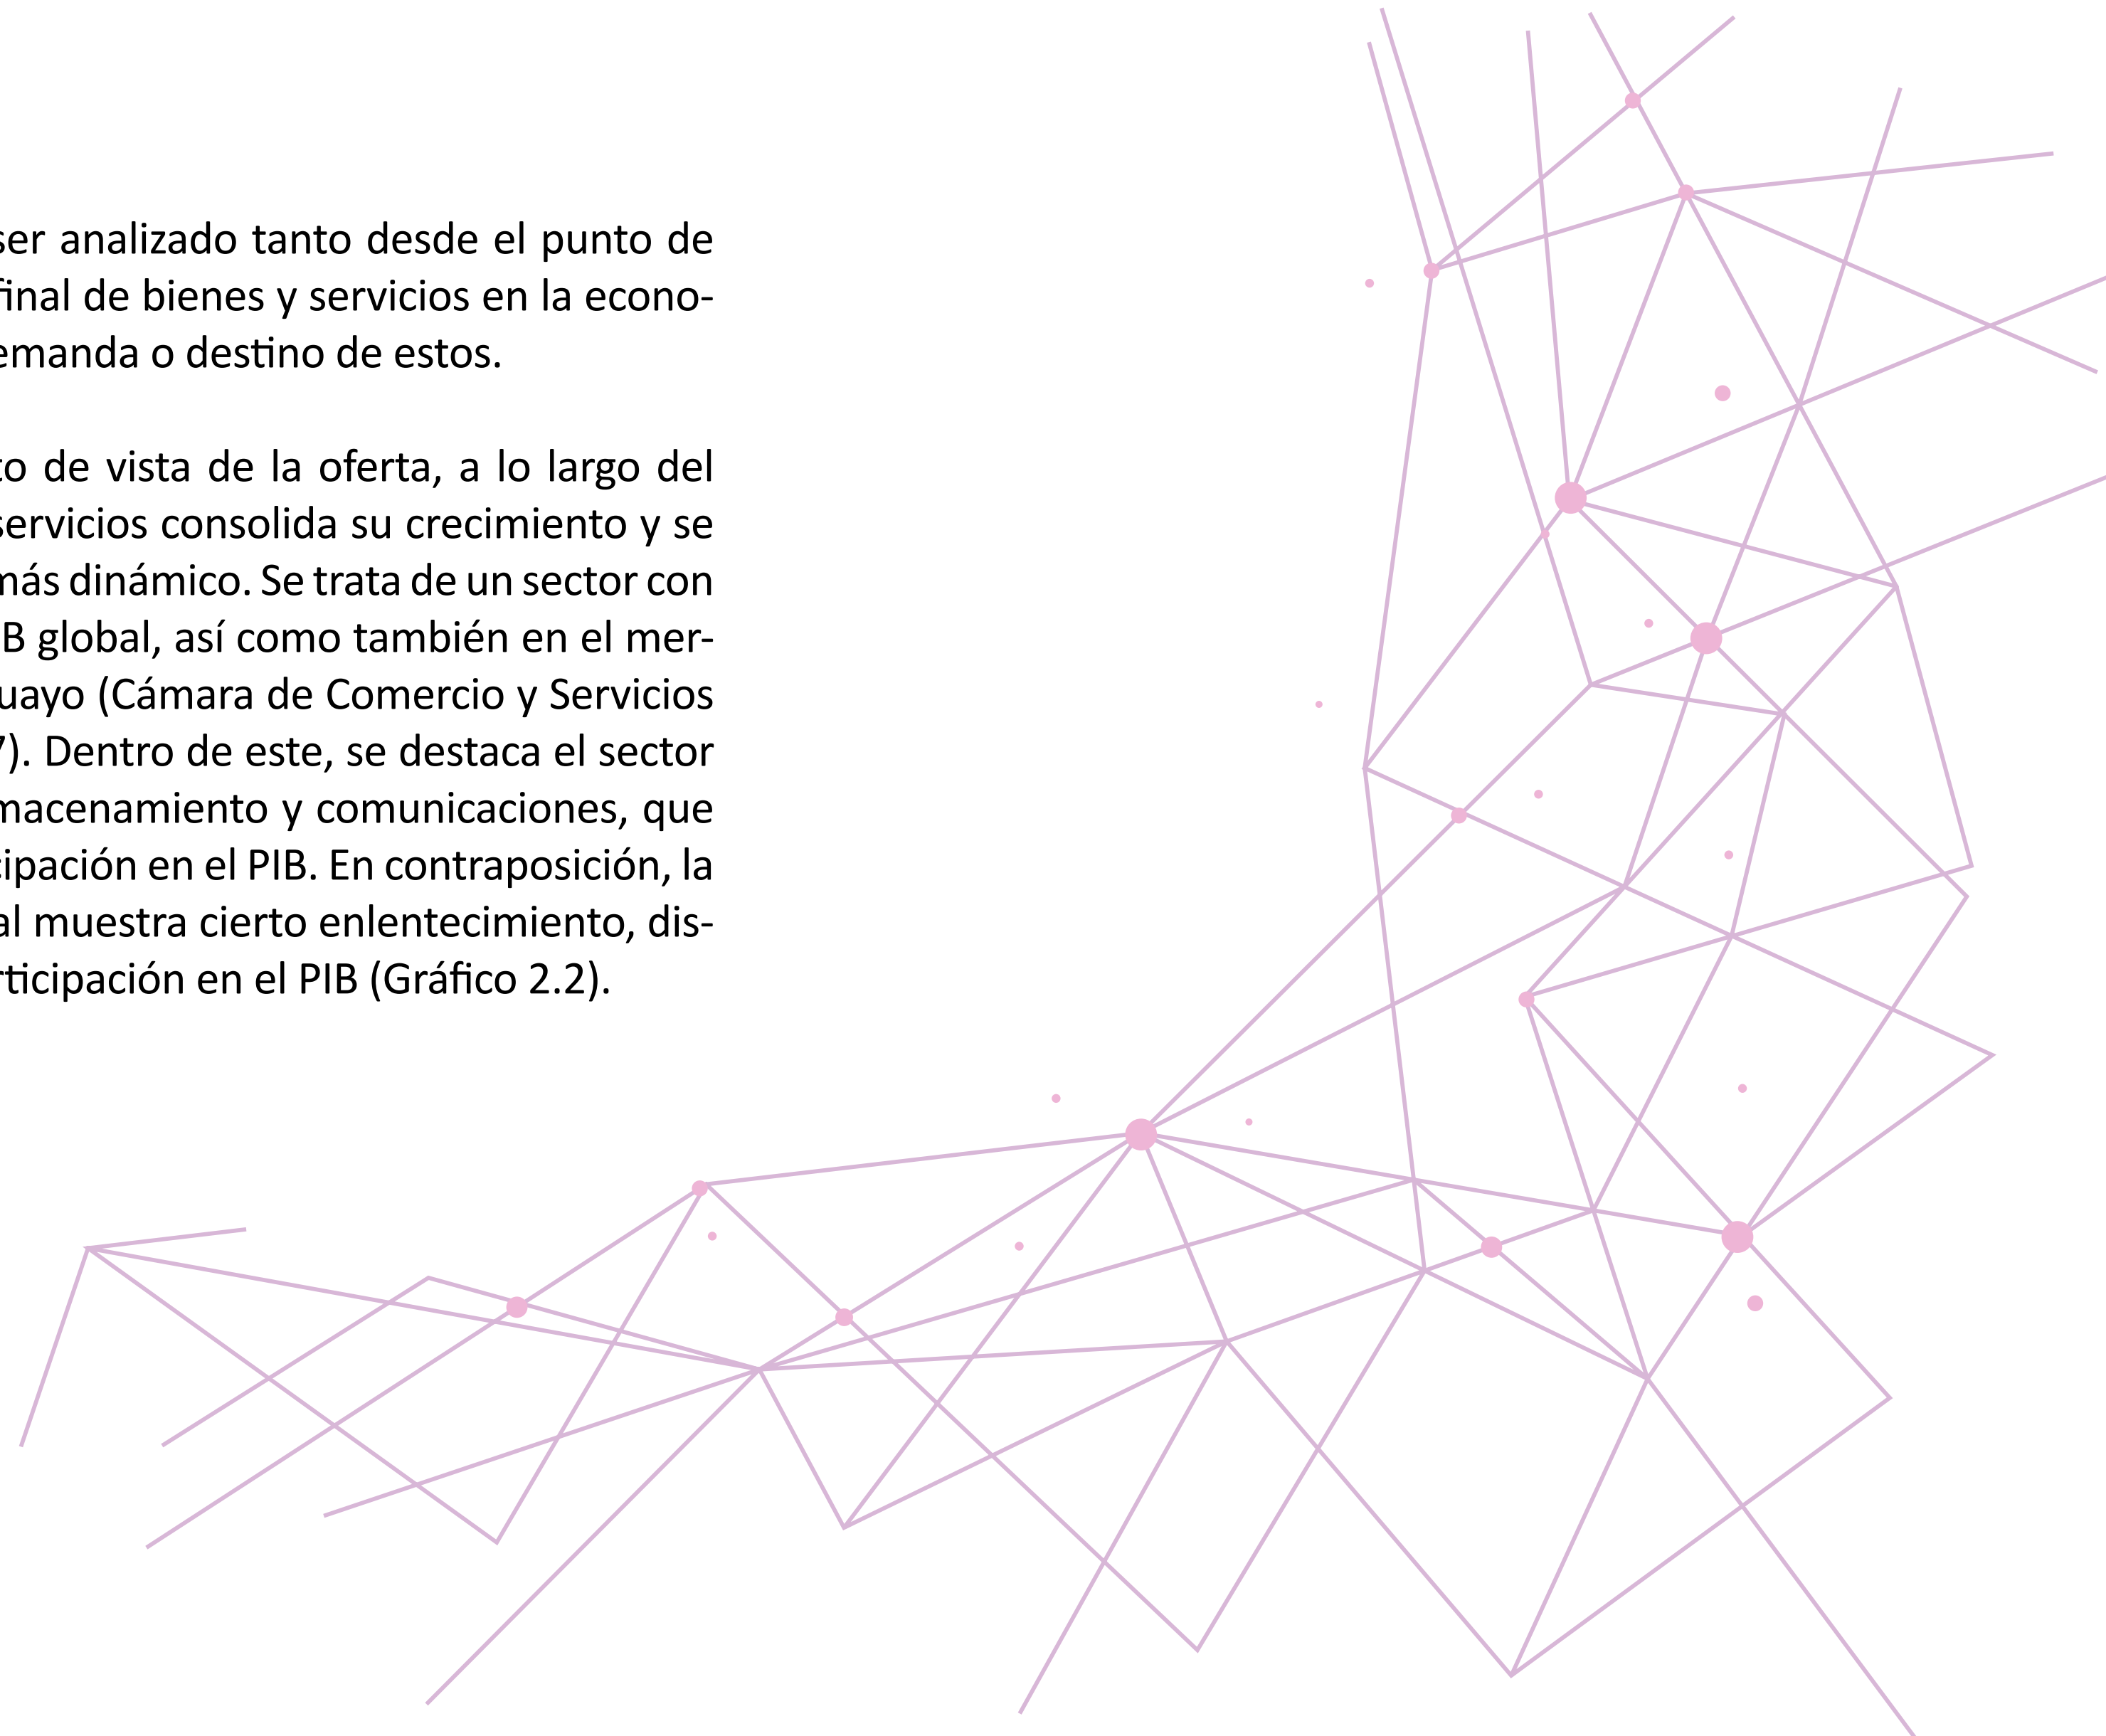 ser analizado tanto desde el punto de
final de bienes y servicios en la econo-
emanda o destino de estos.
to de vista de la oferta, a lo largo del
servicios consolida su crecimiento y se
más dinámico. Se trata de un sector con
B global, así como también en el mer-
uayo (Cámara de Comercio y Servicios
7). Dentro de este, se destaca el sector
macenamiento y comunicaciones, que
cipación en el PIB. En contraposición, la
al muestra cierto enlentecimiento, dis-
rticipación en el PIB (Gráfico 2.2).